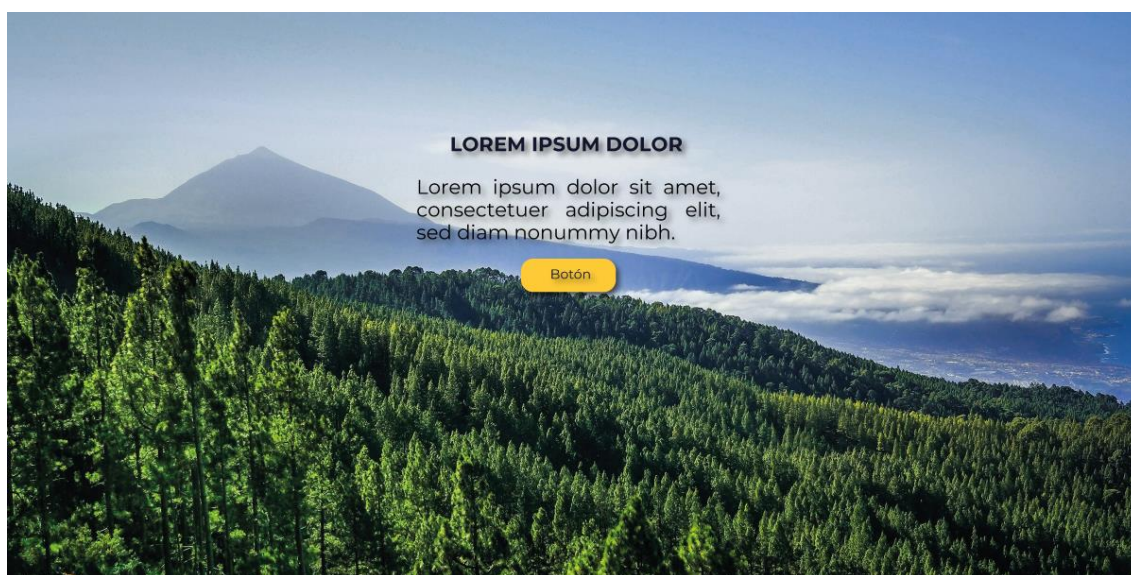 LOREM IPSUM DOLOR
Lorem ipsum dolor sit amet,
consectetuer adipiscing elit,
sed diam nonummy nibh.
Botón